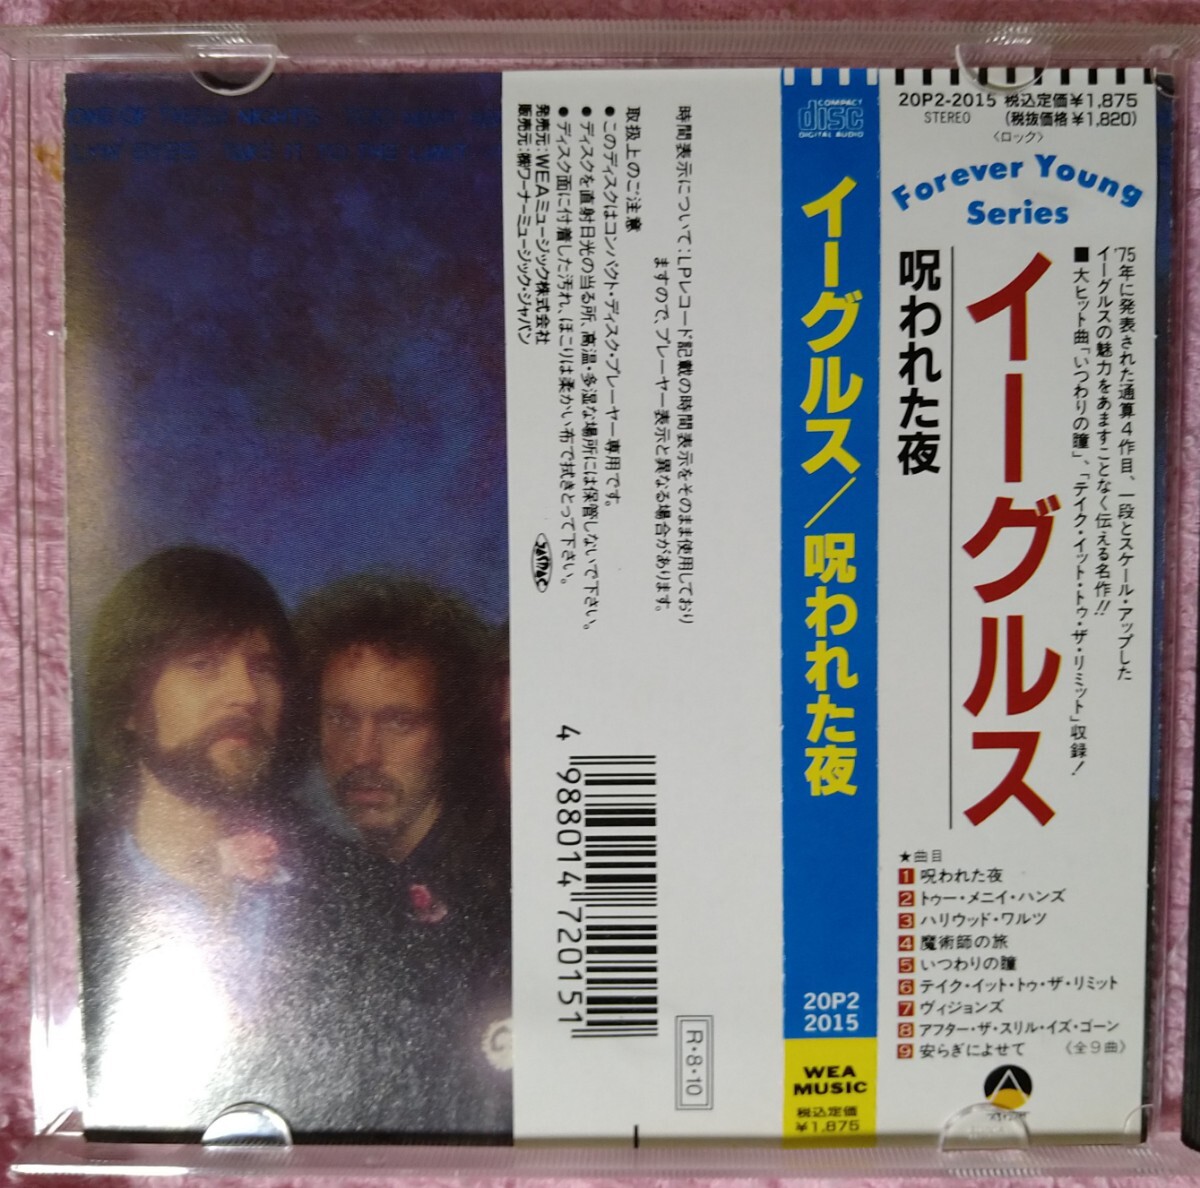 20P2-2015 税込定価¥1,875
STEREO (税抜価格¥1,820)
〈ロック〉
Forever Young
Series
'75年に発表された通算4作目、一段とスケール・アップした
イーグルスの魅力をあますことなく伝える名作!!
■大ヒット曲「いつわりの瞳」、「テイク・イット・トゥ・ザ・リミット」収録!
イーグルス
呪われた夜
★曲目
1 呪われた夜
2 トゥー・メニイ・ハンズ
3 ハリウッド・ワルツ
4 魔術師の旅
5 いつわりの瞳
6 テイク・イット・トゥ・ザ・リミット
7 ヴィジョンズ
8 アフター・ザ・スリル・イズ・ゴーン
9 安らぎによせて 〈全9曲〉
COMPACT
disc
DIGITAL AUDIO
イーグルス/呪われた夜
20P2
2015
WEA
MUSIC
税込定価
¥1,875
時間表示について:LPレコード記載の時間表示をそのまま使用しており
ますので、プレーヤー表示と異なる場合があります。
取扱上のご注意
●このディスクはコンパクト・ディスク・プレーヤー専用です。
●ディスクを直射日光の当る所、高温・多湿な場所には保管しないで下さい。
●ディスク面に付着した汚れ、ほこりは柔かい布で拭きとって下さい。
発売元:WEAミュージック株式会社
販売元:㈱ワーナーミュージック・ジャパン
JASRAC
4 988014 720151
R・8・10